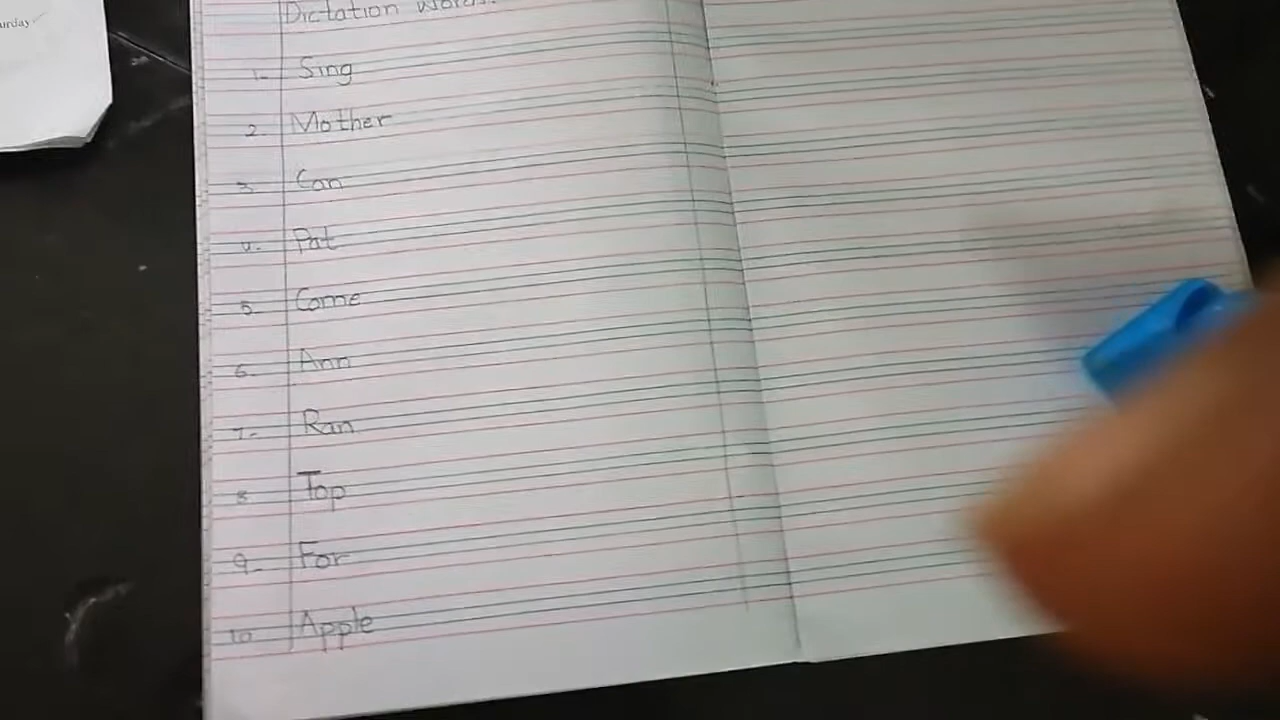 urday
Dictation Words:
1- Sing
2. Mother
3- Can
4. Pat
5- Come
6- Ann
7- Ran
8 Top
9- For
10 Apple